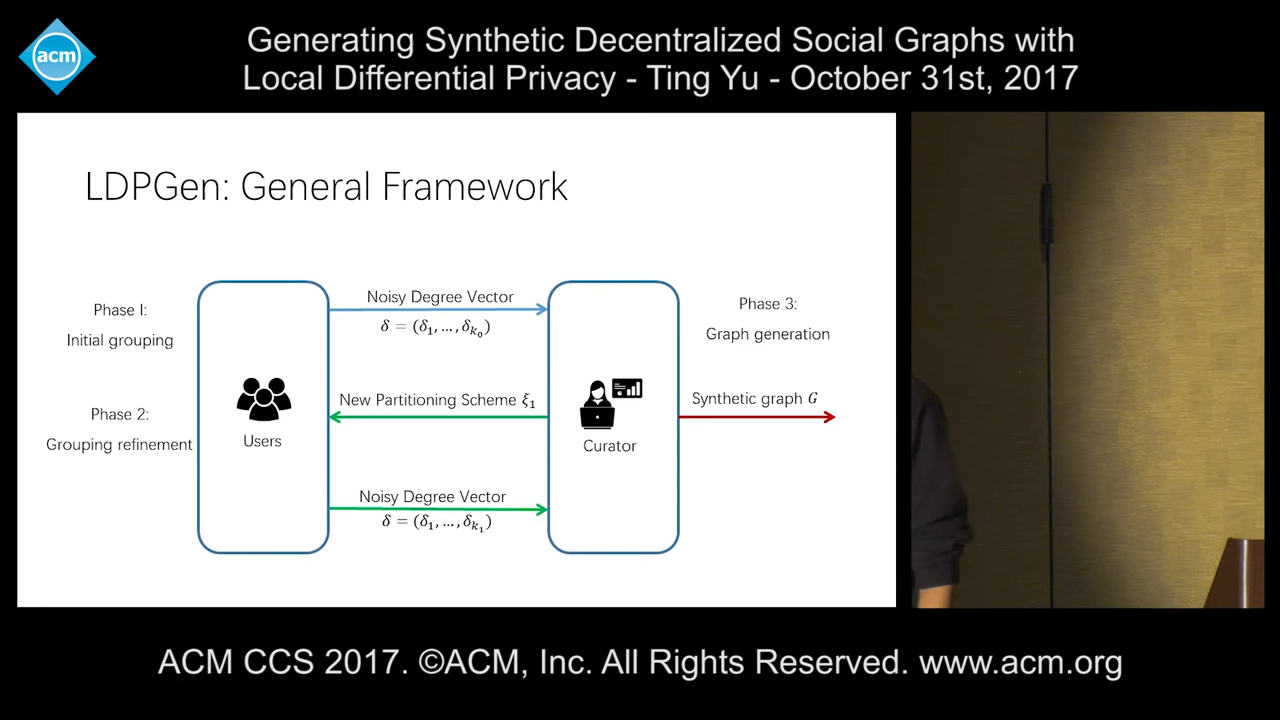 acm
Generating Synthetic Decentralized Social Graphs with
Local Differential Privacy - Ting Yu - October 31st, 2017
LDPGen: General Framework
Phase I:
Initial grouping
Phase 2:
Grouping refinement
Users
Noisy Degree Vector
δ = (δ₁, ..., δₖ₀)
New Partitioning Scheme ξ₁
Noisy Degree Vector
δ = (δ₁, ..., δₖ₁)
Curator
Phase 3:
Graph generation
Synthetic graph G
ACM CCS 2017. ©ACM, Inc. All Rights Reserved. www.acm.org